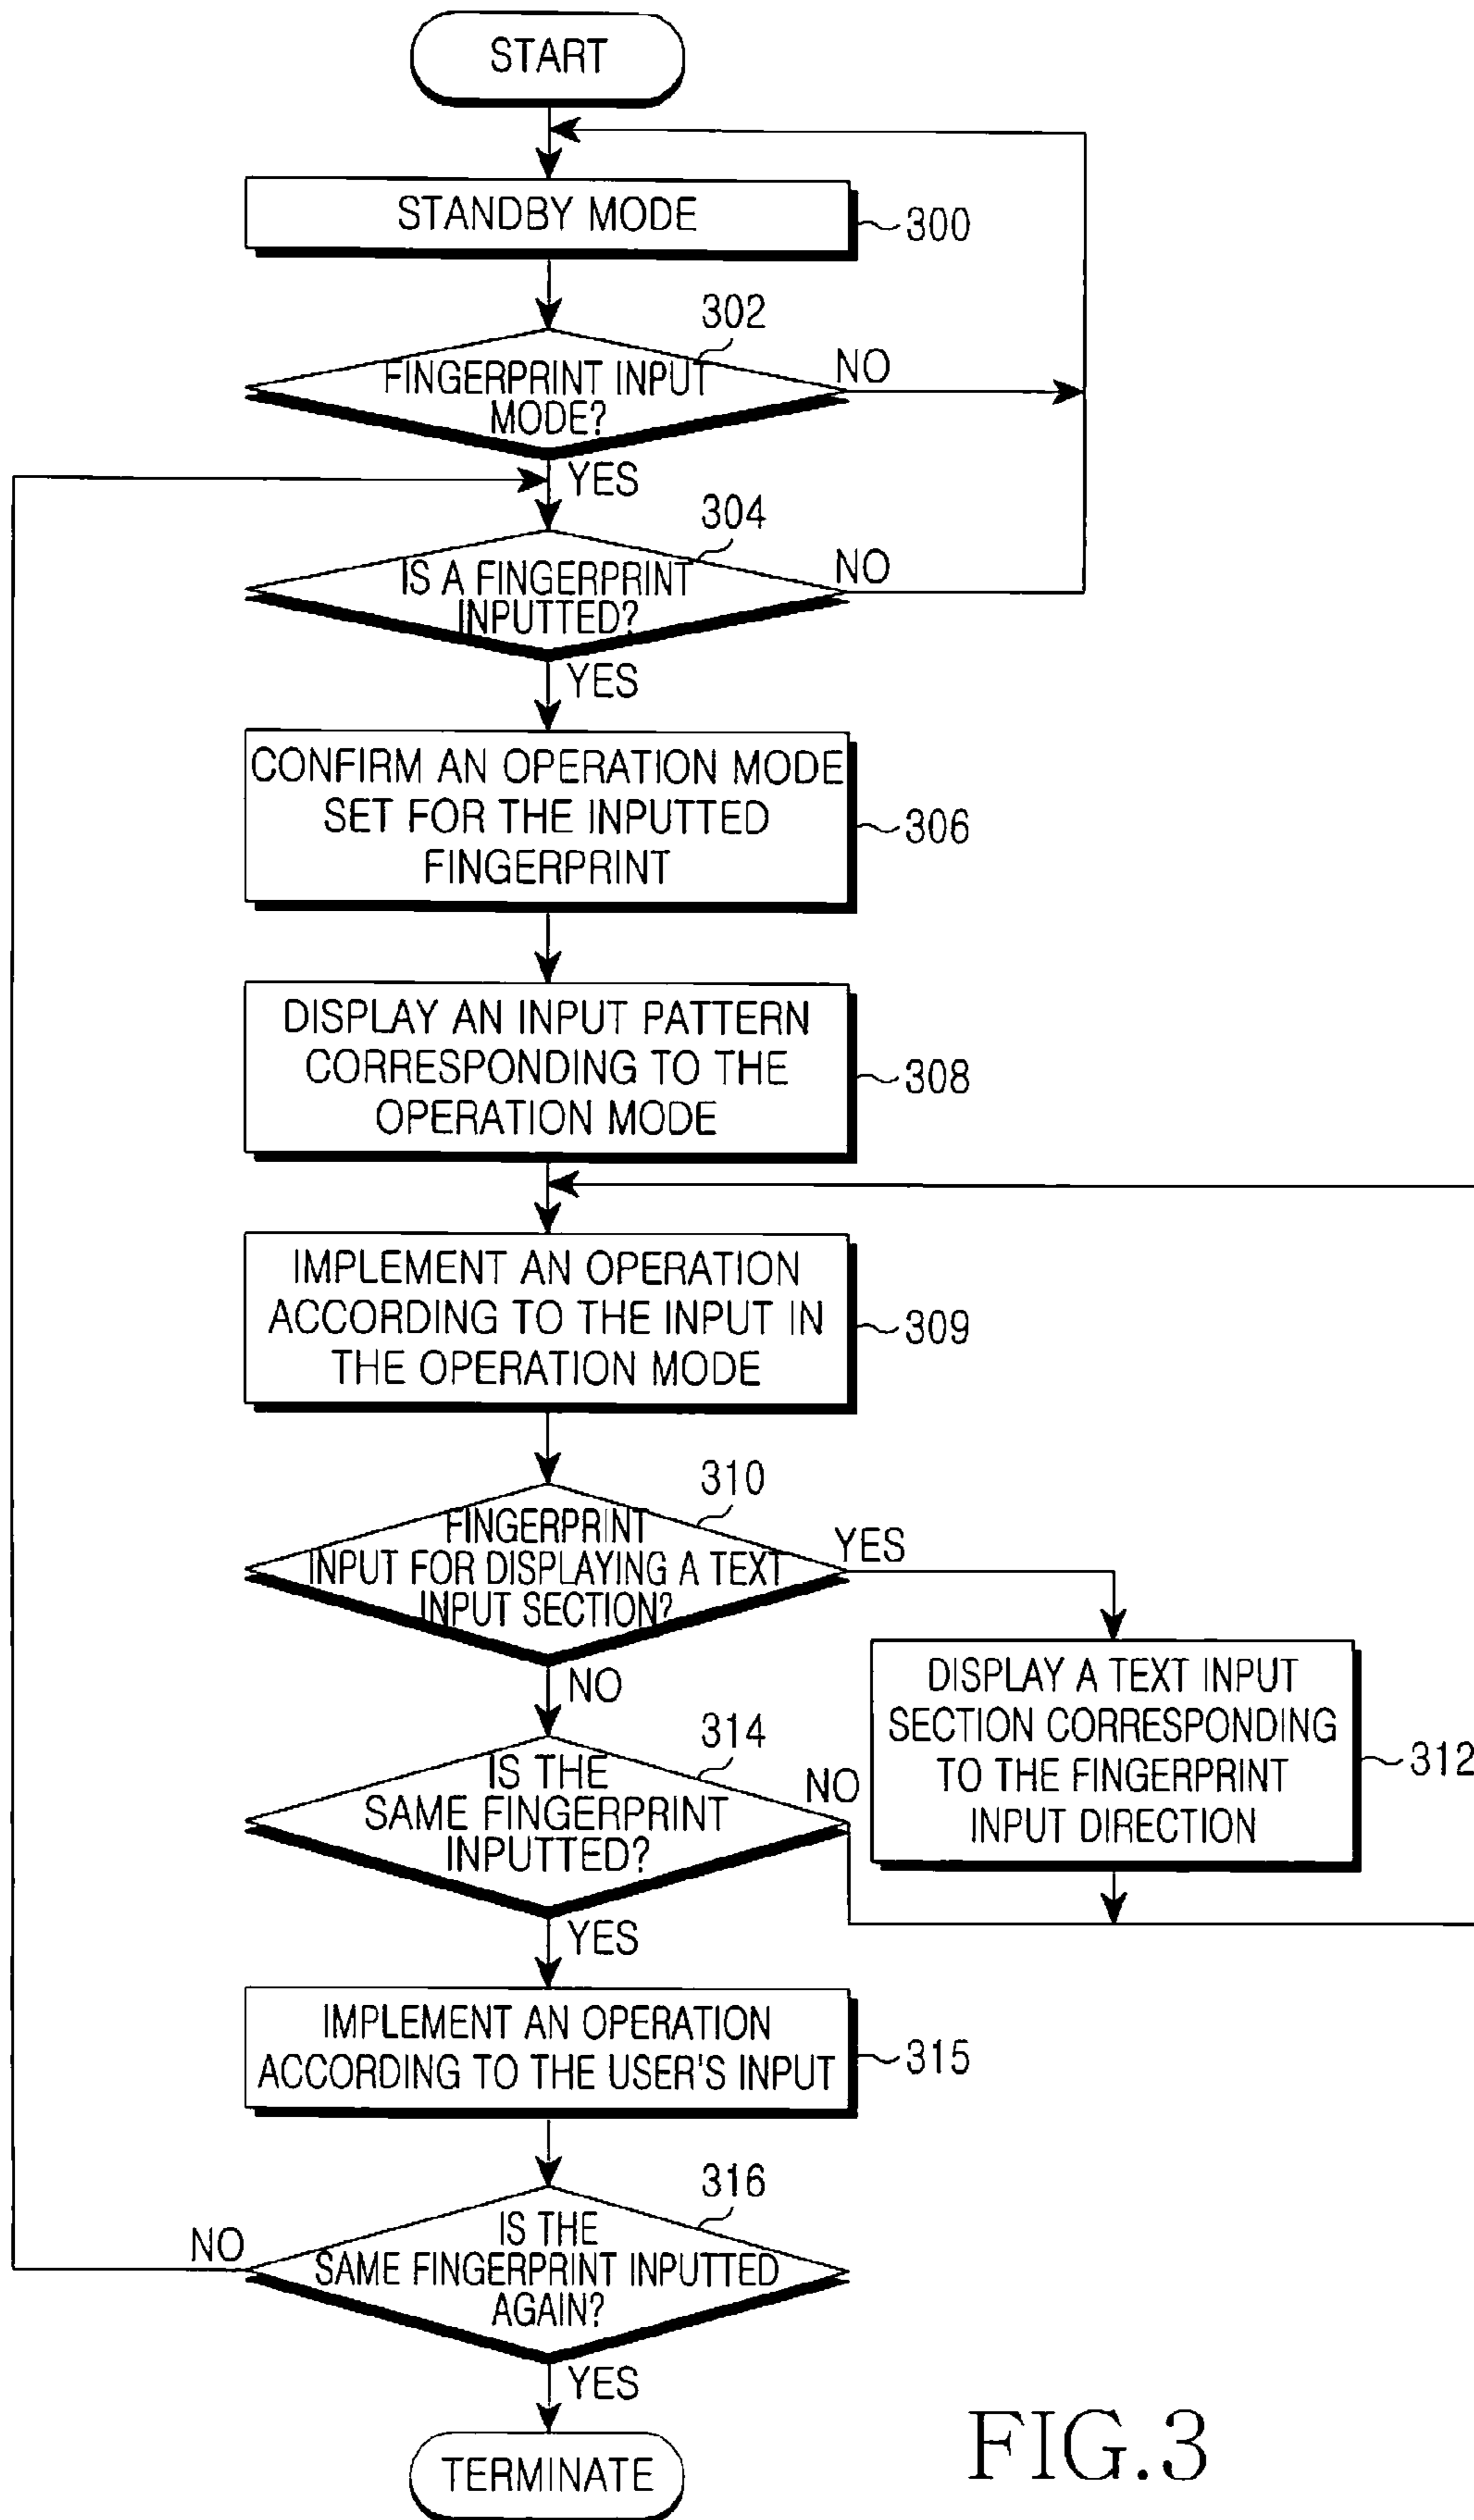 START
STANDBY MODE
300
302
FINGERPRINT INPUT
MODE?
NO
YES
304
IS A FINGERPRINT
INPUTTED?
NO
YES
CONFIRM AN OPERATION MODE
SET FOR THE INPUTTED
FINGERPRINT
306
DISPLAY AN INPUT PATTERN
CORRESPONDING TO THE
OPERATION MODE
308
IMPLEMENT AN OPERATION
ACCORDING TO THE INPUT IN
THE OPERATION MODE
309
310
FINGERPRINT
INPUT FOR DISPLAYING A TEXT
INPUT SECTION?
YES
NO
DISPLAY A TEXT INPUT
SECTION CORRESPONDING
TO THE FINGERPRINT
INPUT DIRECTION
312
314
IS THE
SAME FINGERPRINT
INPUTTED?
NO
YES
IMPLEMENT AN OPERATION
ACCORDING TO THE USER'S INPUT
315
316
IS THE
SAME FINGERPRINT INPUTTED
AGAIN?
NO
YES
TERMINATE
FIG.3